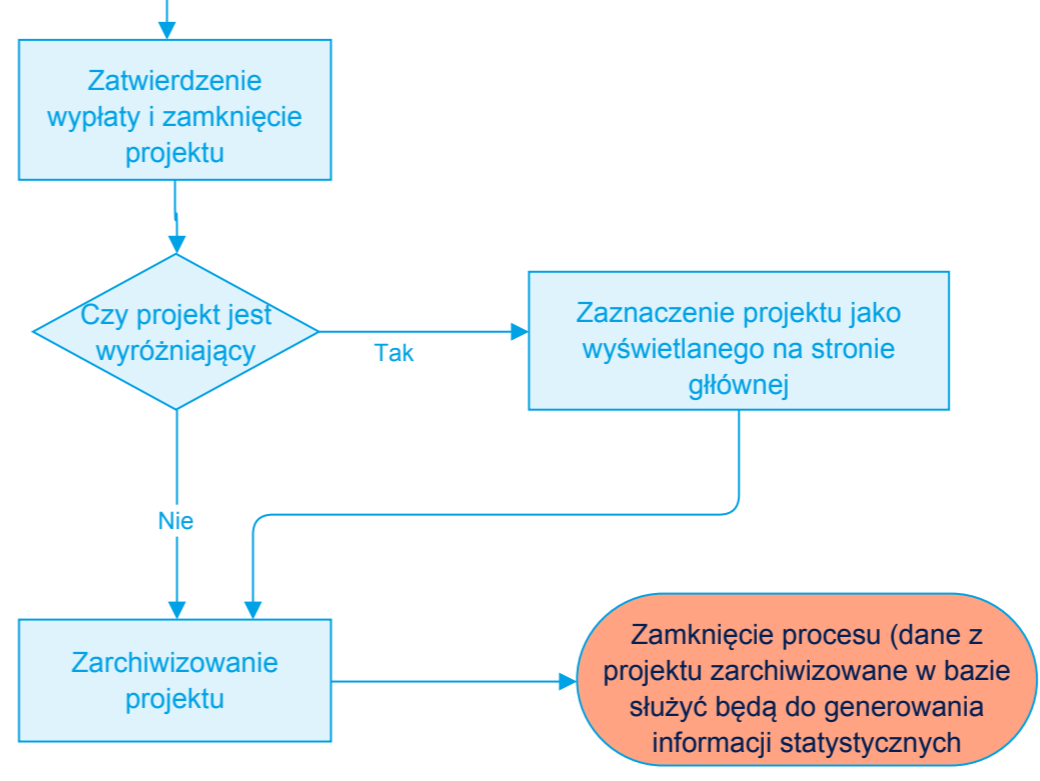 Zatwierdzenie
wypłaty i zamknięcie
projektu
Czy projekt jest
wyróżniający
Tak
Zaznaczenie projektu jako
wyświetlanego na stronie
głłównej
Nie
Zarchiwizowanie
projektu
Zamknięcie procesu (dane z
projektu zarchiwizowane w bazie
służyć będą do generowania
informacji statystycznych